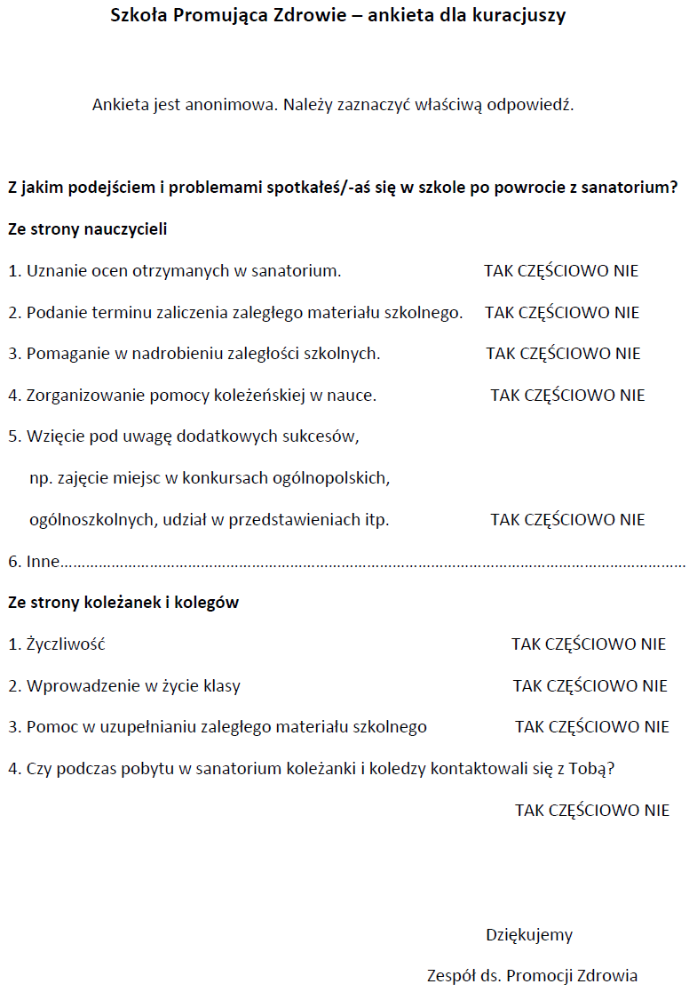 Szkoła Promująca Zdrowie – ankieta dla kuracjuszy
Ankieta jest anonimowa. Należy zaznaczyć właściwą odpowiedź.
Z jakim podejściem i problemami spotkałeś/-aś się w szkole po powrocie z sanatorium?
Ze strony nauczycieli
1. Uznanie ocen otrzymanych w sanatorium. TAK CZĘŚCIOWO NIE
2. Podanie terminu zaliczenia zaległego materiału szkolnego. TAK CZĘŚCIOWO NIE
3. Pomaganie w nadrobieniu zaległości szkolnych. TAK CZĘŚCIOWO NIE
4. Zorganizowanie pomocy koleżeńskiej w nauce. TAK CZĘŚCIOWO NIE
5. Wzięcie pod uwagę dodatkowych sukcesów,
np. zajęcie miejsc w konkursach ogólnopolskich,
ogólnoszkolnych, udział w przedstawieniach itp. TAK CZĘŚCIOWO NIE
6. Inne…………………………………………………………………………………………………………………………………
Ze strony koleżanek i kolegów
1. Życzliwość TAK CZĘŚCIOWO NIE
2. Wprowadzenie w życie klasy TAK CZĘŚCIOWO NIE
3. Pomoc w uzupełnianiu zaległego materiału szkolnego TAK CZĘŚCIOWO NIE
4. Czy podczas pobytu w sanatorium koleżanki i koledzy kontaktowali się z Tobą?
TAK CZĘŚCIOWO NIE
Dziękujemy
Zespół ds. Promocji Zdrowia